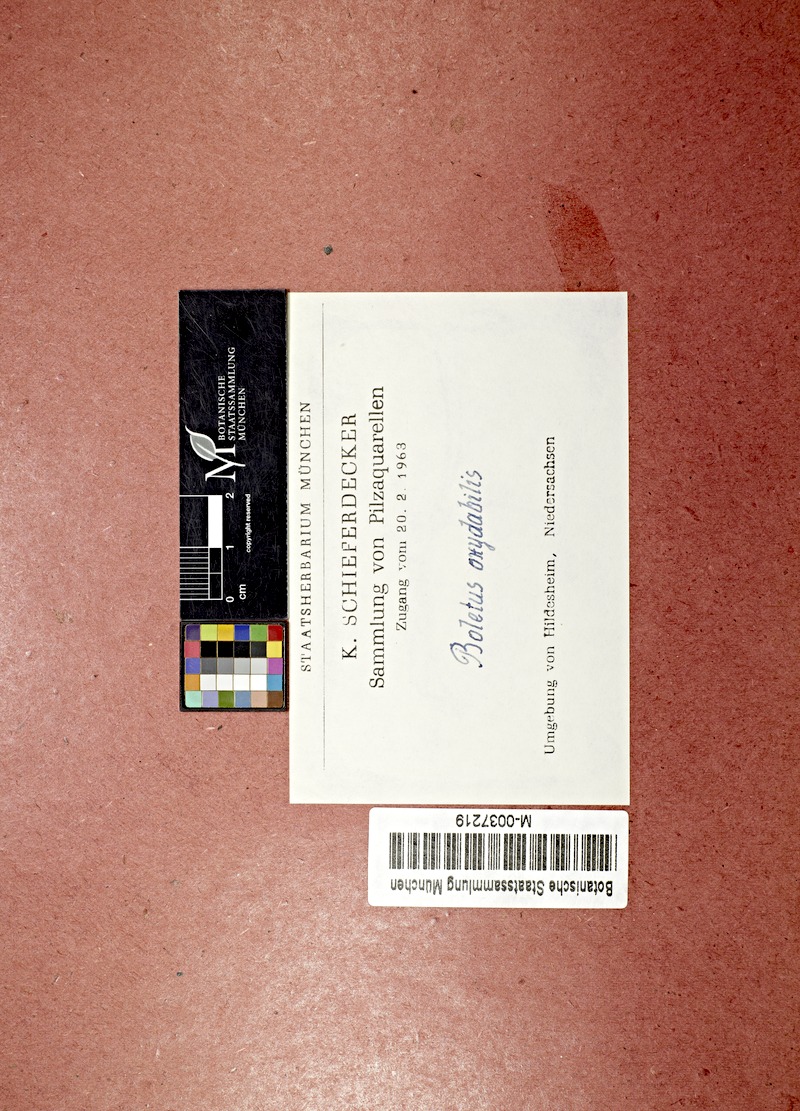 STAATSHERBARIUM MÜNCHEN
K. SCHIEFERDECKER
Sammlung von Pilzaquarellen
Zugang vom 20. 2. 1963
Boletus oxydabilis
Umgebung von Hildesheim, Niedersachsen
BOTANISCHE
STAATSSAMMLUNG
MÜNCHEN
0 1 2
cm
copyright reserved
Botanische Staatssammlung München
M-0037219